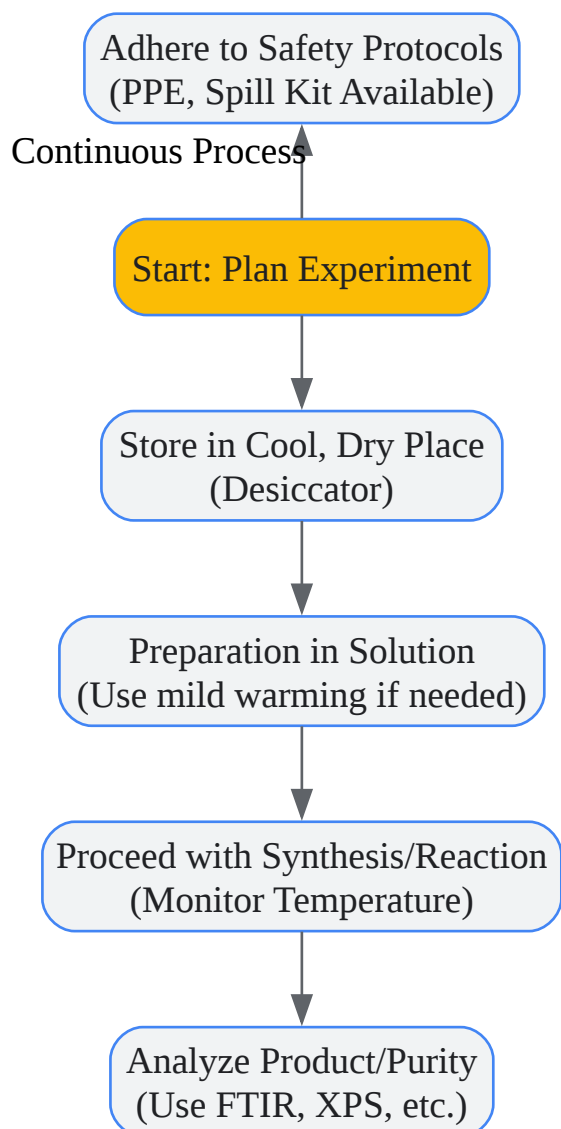 Adhere to Safety Protocols
(PPE, Spill Kit Available)
Continuous Process
Start: Plan Experiment
Store in Cool, Dry Place
(Desiccator)
Preparation in Solution
(Use mild warming if needed)
Proceed with Synthesis/Reaction
(Monitor Temperature)
Analyze Product/Purity
(Use FTIR, XPS, etc.)